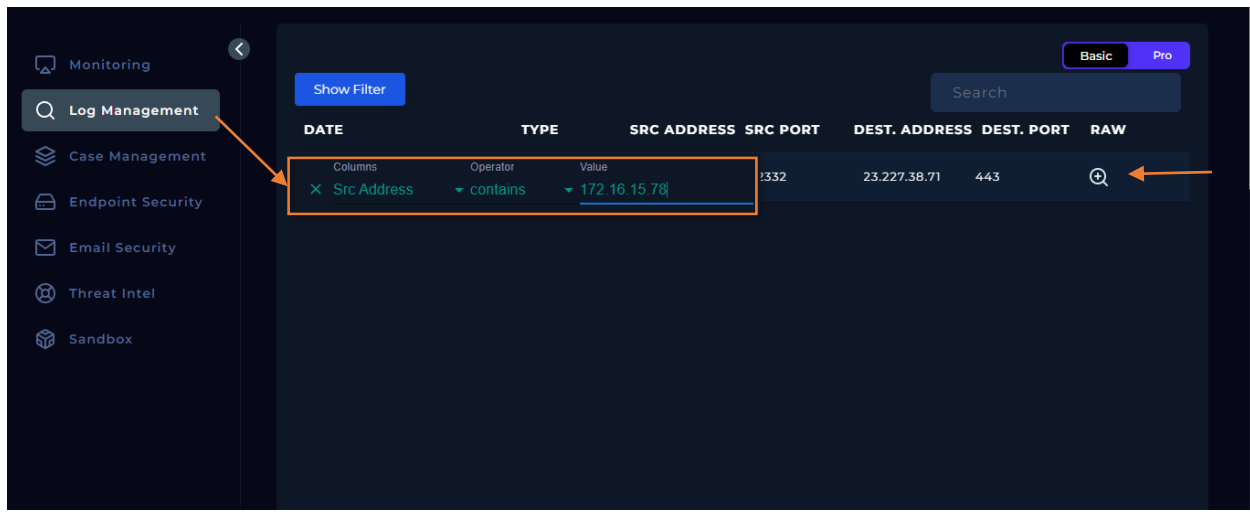 Monitoring
Log Management
Case Management
Endpoint Security
Email Security
Threat Intel
Sandbox
Basic Pro
Show Filter
Search
DATE TYPE SRC ADDRESS SRC PORT DEST. ADDRESS DEST. PORT RAW
Columns Operator Value
Src Address contains 172.16.15.78
2332 23.227.38.71 443